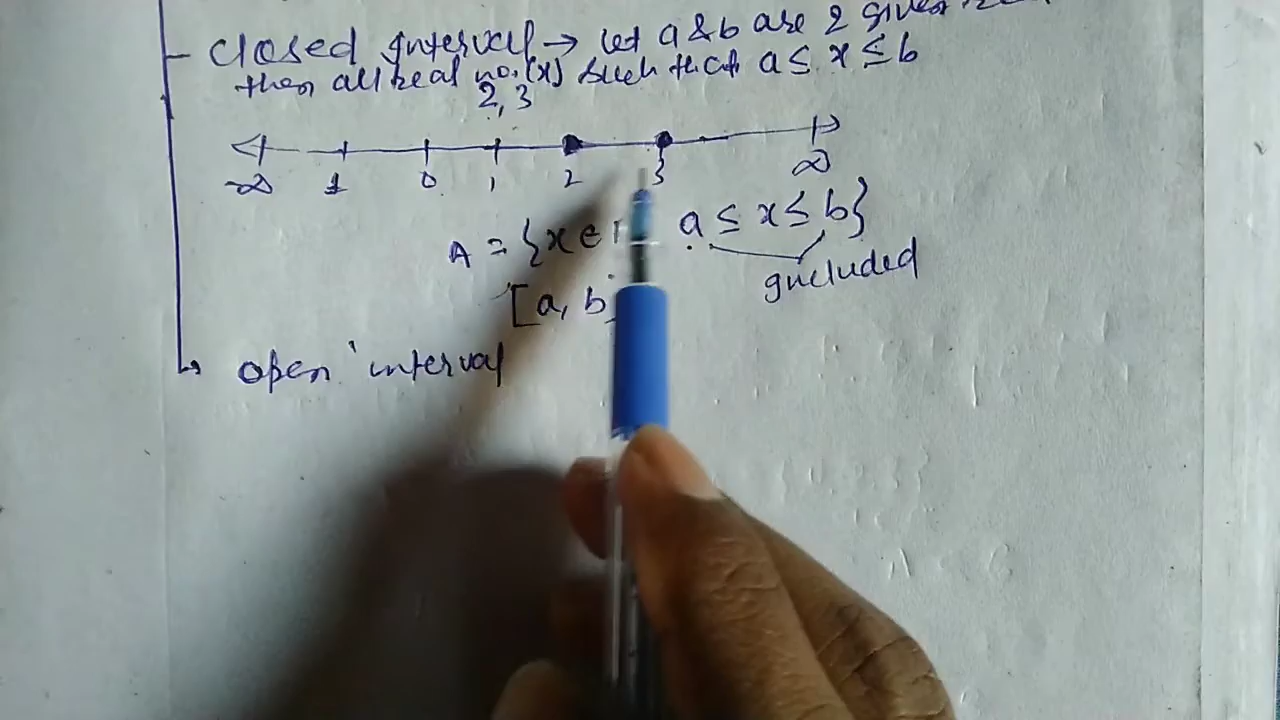 Closed Interval → let a & b are 2 given
then all real no. (x) such that a ≤ x ≤ b
2, 3
-∞ 1 0 1 2 3 ∞
A = {x ∈ a ≤ x ≤ b}
included
[a, b]
↳ open interval